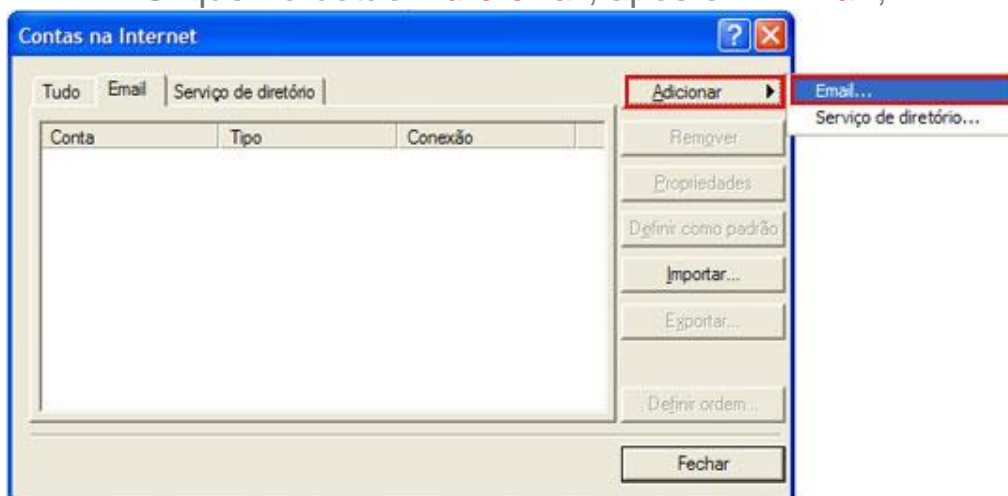 Contas na Internet
Tudo Email Serviço de diretório
Adicionar
Email...
Serviço de diretório...
Conta Tipo Conexão
Remover
Propriedades
Definir como padrão
Importar...
Exportar...
Definir ordem...
Fechar